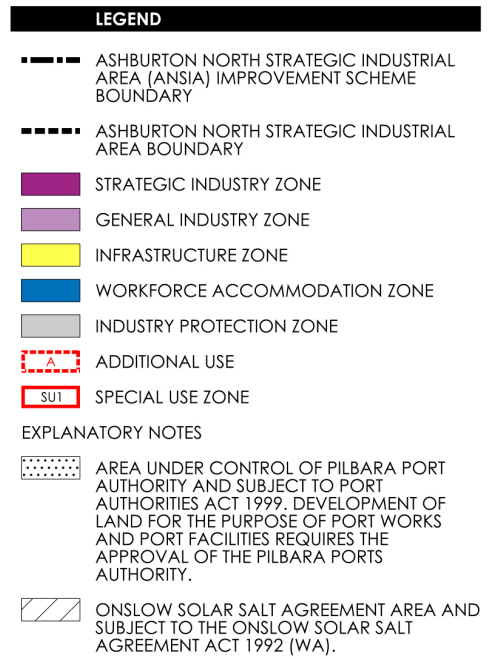 LEGEND
ASHBURTON NORTH STRATEGIC INDUSTRIAL
AREA (ANSIA) IMPROVEMENT SCHEME
BOUNDARY
ASHBURTON NORTH STRATEGIC INDUSTRIAL
AREA BOUNDARY
STRATEGIC INDUSTRY ZONE
GENERAL INDUSTRY ZONE
INFRASTRUCTURE ZONE
WORKFORCE ACCOMMODATION ZONE
INDUSTRY PROTECTION ZONE
A ADDITIONAL USE
SU1 SPECIAL USE ZONE
EXPLANATORY NOTES
AREA UNDER CONTROL OF PILBARA PORT
AUTHORITY AND SUBJECT TO PORT
AUTHORITIES ACT 1999. DEVELOPMENT OF
LAND FOR THE PURPOSE OF PORT WORKS
AND PORT FACILITIES REQUIRES THE
APPROVAL OF THE PILBARA PORTS
AUTHORITY.
ONSLOW SOLAR SALT AGREEMENT AREA AND
SUBJECT TO THE ONSLOW SOLAR SALT
AGREEMENT ACT 1992 (WA).